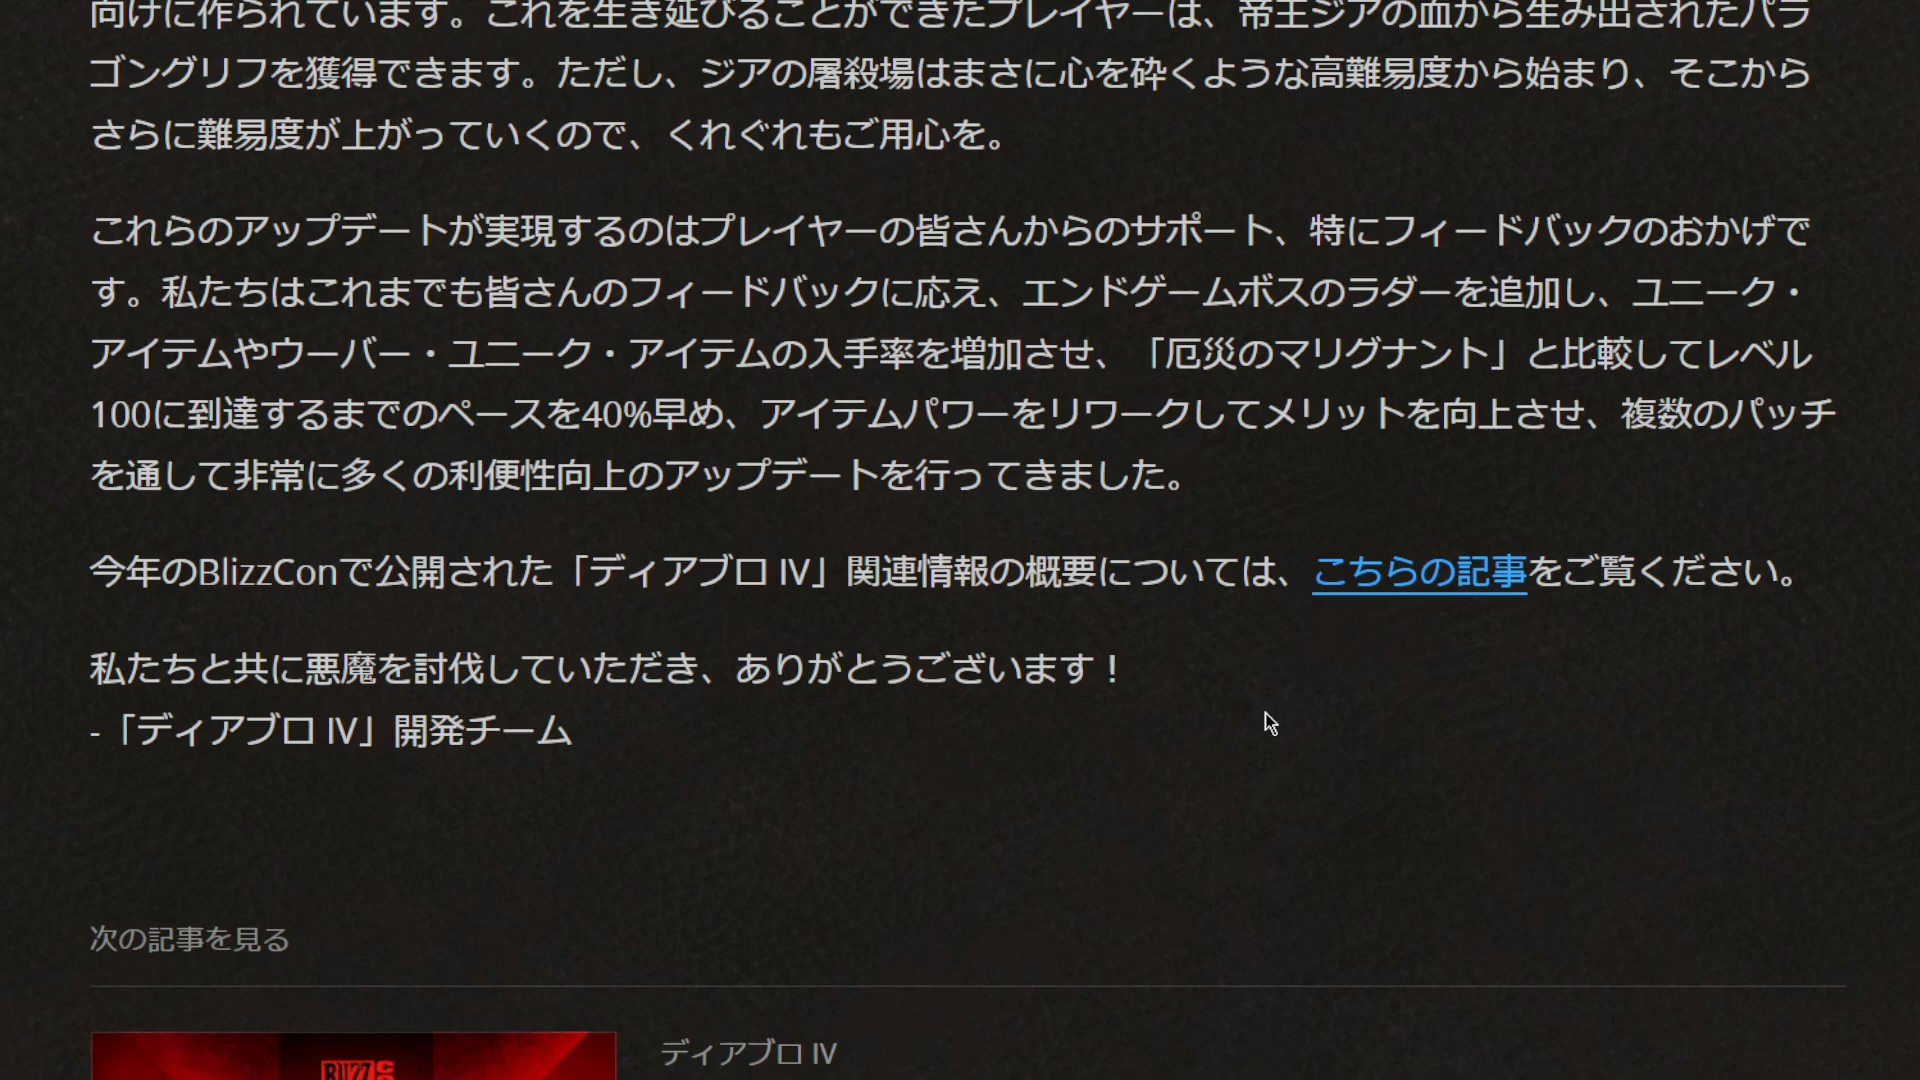 向けに作られています。これを生き延びることができたプレイヤーは、帝王ジアの血から生み出されたパラ
ゴングリフを獲得できます。ただし、ジアの屠殺場はまさに心を砕くような高難易度から始まり、そこから
さらに難易度が上がっていくので、くれぐれもご用心を。
これらのアップデートが実現するのはプレイヤーの皆さんからのサポート、特にフィードバックのおかげで
す。私たちはこれまでも皆さんのフィードバックに応え、エンドゲームボスのラダーを追加し、ユニーク・
アイテムやウーバー・ユニーク・アイテムの入手率を増加させ、「厄災のマリグナント」と比較してレベル
100に到達するまでのペースを40%早め、アイテムパワーをリワークしてメリットを向上させ、複数のパッチ
を通して非常に多くの利便性向上のアップデートを行ってきました。
今年のBlizzConで公開された「ディアブロ IV」関連情報の概要については、こちらの記事をご覧ください。
私たちと共に悪魔を討伐していただき、ありがとうございます！
-「ディアブロ IV」開発チーム
次の記事を見る
ディアブロ IV
BLIZZ